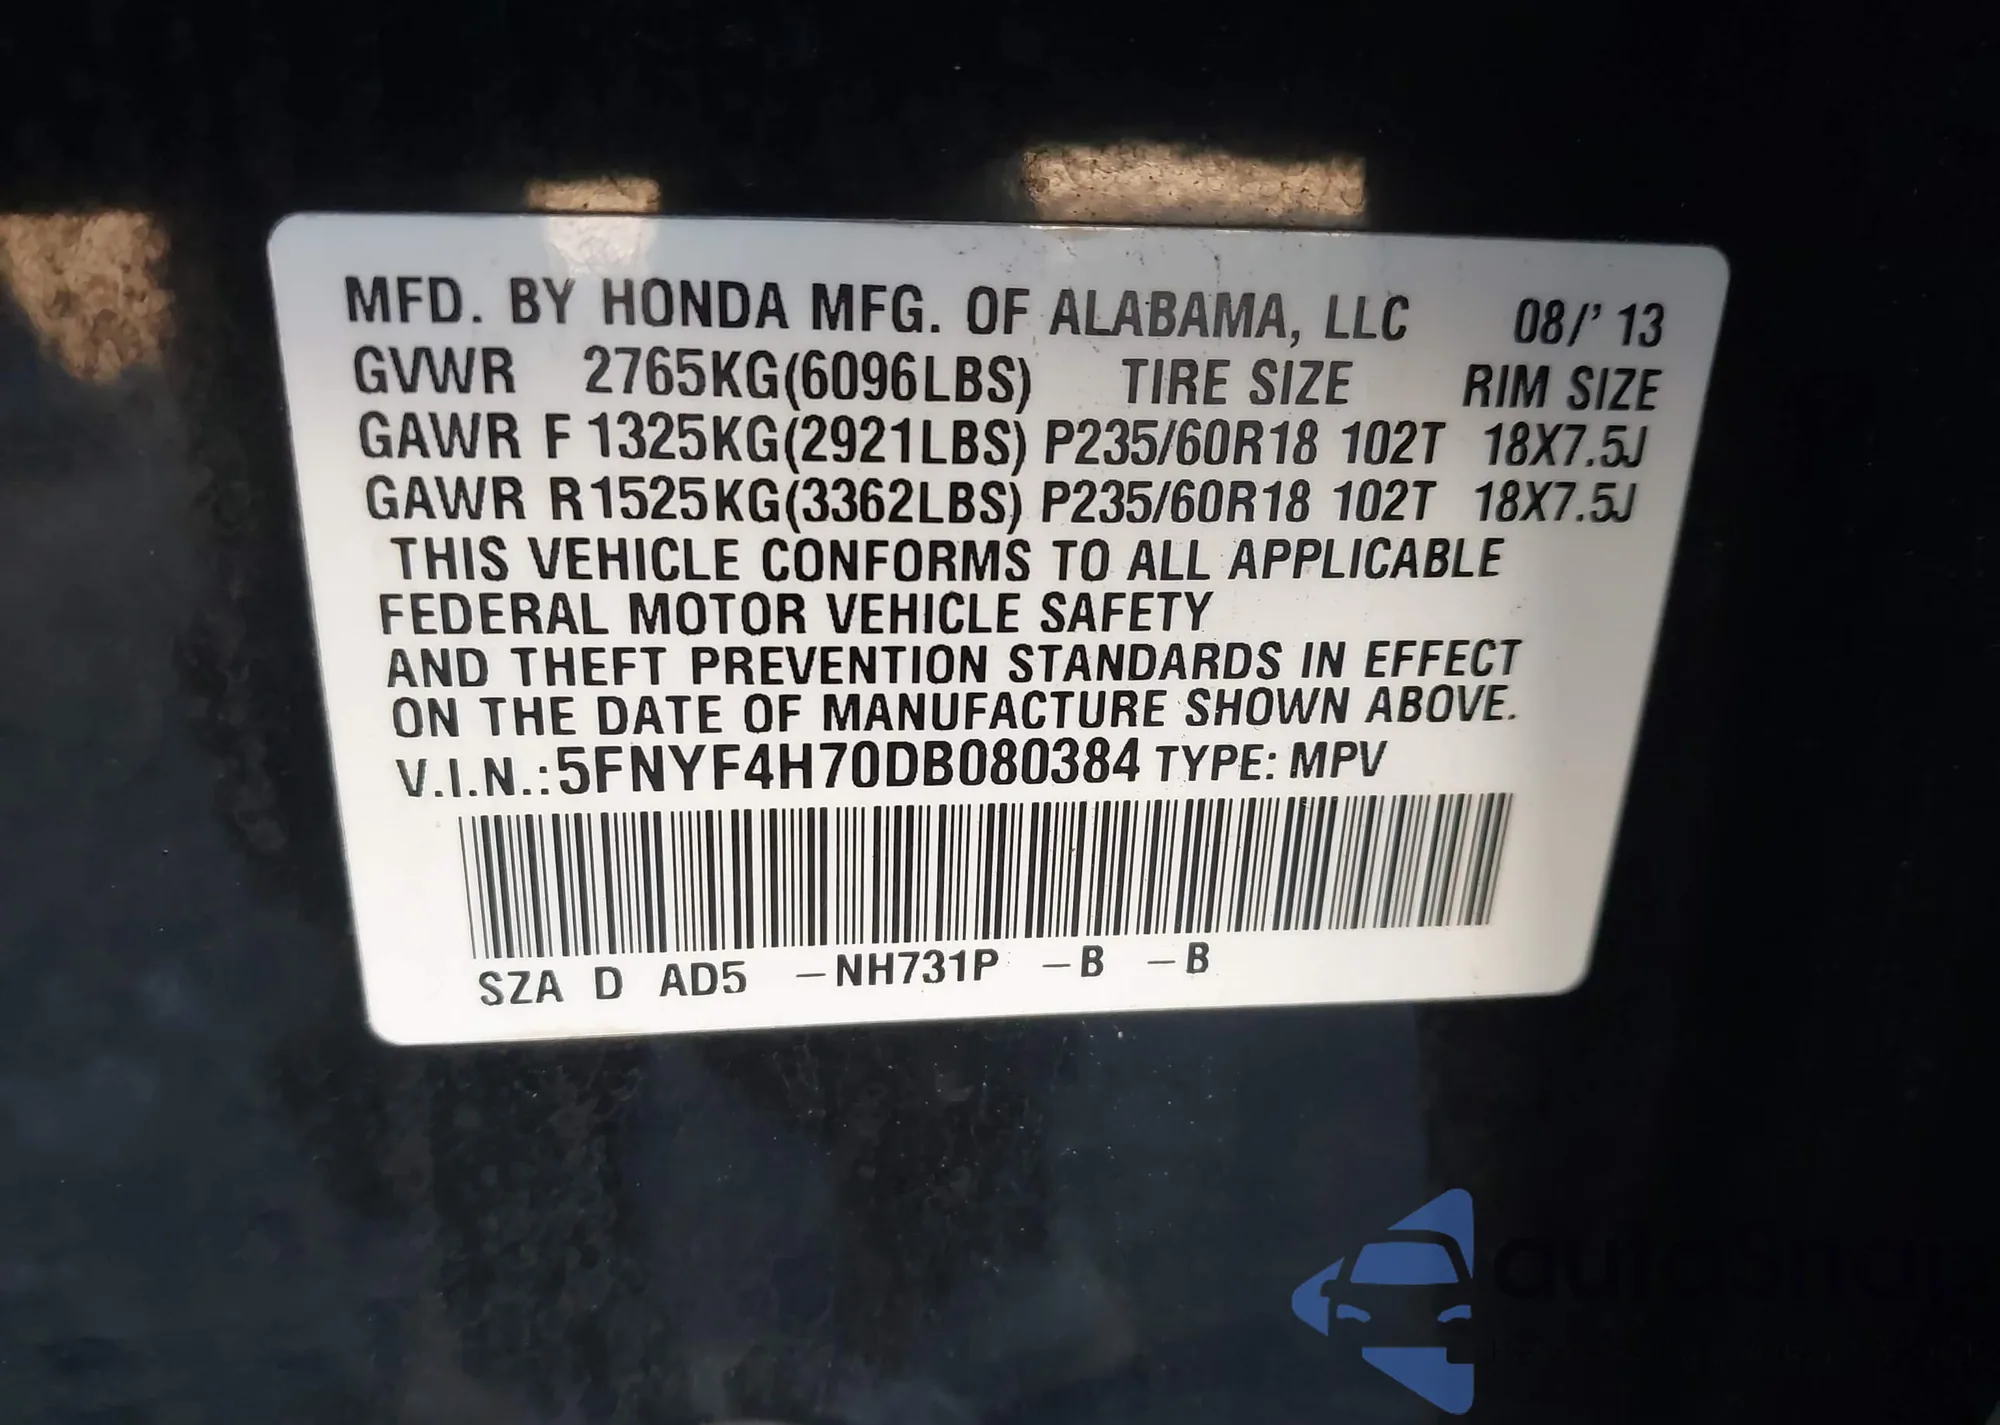 MFD. BY HONDA MFG. OF ALABAMA, LLC 08/' 13
GVWR 2765KG(6096LBS) TIRE SIZE RIM SIZE
GAWR F 1325KG(2921LBS) P235/60R18 102T 18X7.5J
GAWR R1525KG(3362LBS) P235/60R18 102T 18X7.5J
THIS VEHICLE CONFORMS TO ALL APPLICABLE
FEDERAL MOTOR VEHICLE SAFETY
AND THEFT PREVENTION STANDARDS IN EFFECT
ON THE DATE OF MANUFACTURE SHOWN ABOVE.
V.I.N.:5FNYF4H70DB080384 TYPE: MPV
SZA D AD5 -NH731P -B -B